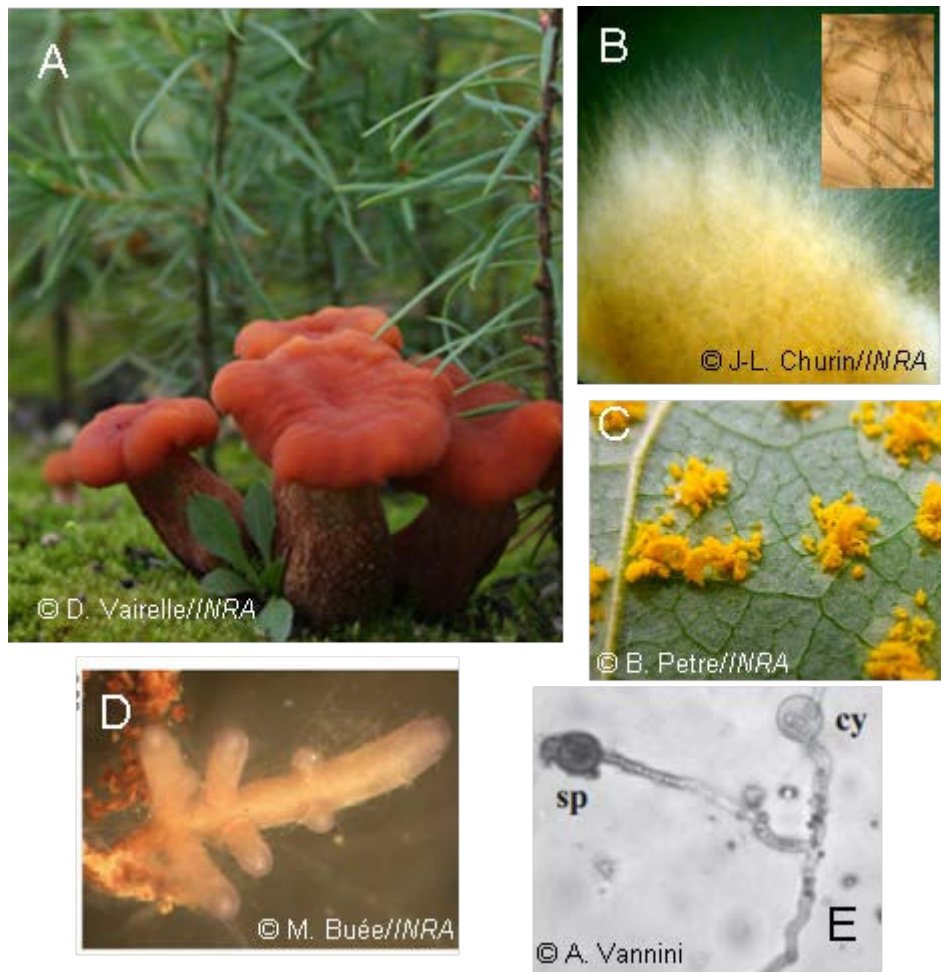 A
© D. Vairelle/INRA
B
© J-L. Churin/INRA
C
© B. Petre/INRA
D
© M. Buée/INRA
cy
sp
E
© A. Vannini